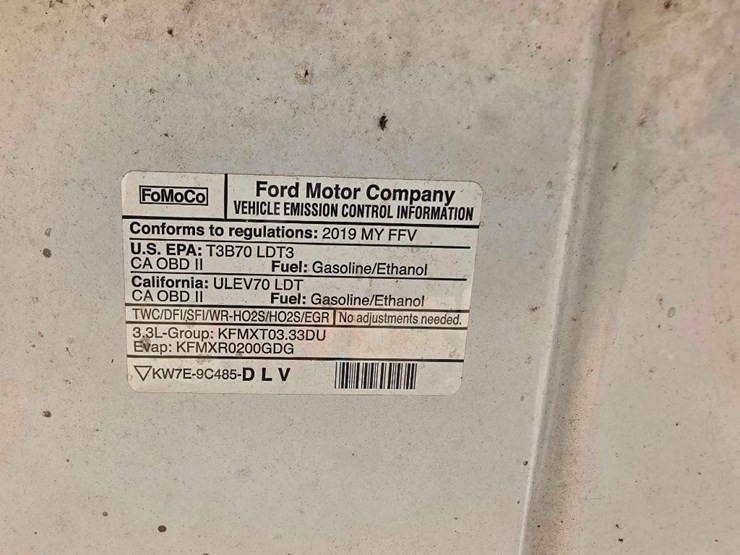 FoMoCo
Ford Motor Company
VEHICLE EMISSION CONTROL INFORMATION
Conforms to regulations: 2019 MY FFV
U.S. EPA: T3B70 LDT3
CA OBD II Fuel: Gasoline/Ethanol
California: ULEV70 LDT
CA OBD II Fuel: Gasoline/Ethanol
TWC/DFI/SFI/WR-HO2S/HO2S/EGR No adjustments needed.
3.3L-Group: KFMXT03.33DU
Evap: KFMXR0200GDG
▽KW7E-9C485-D L V